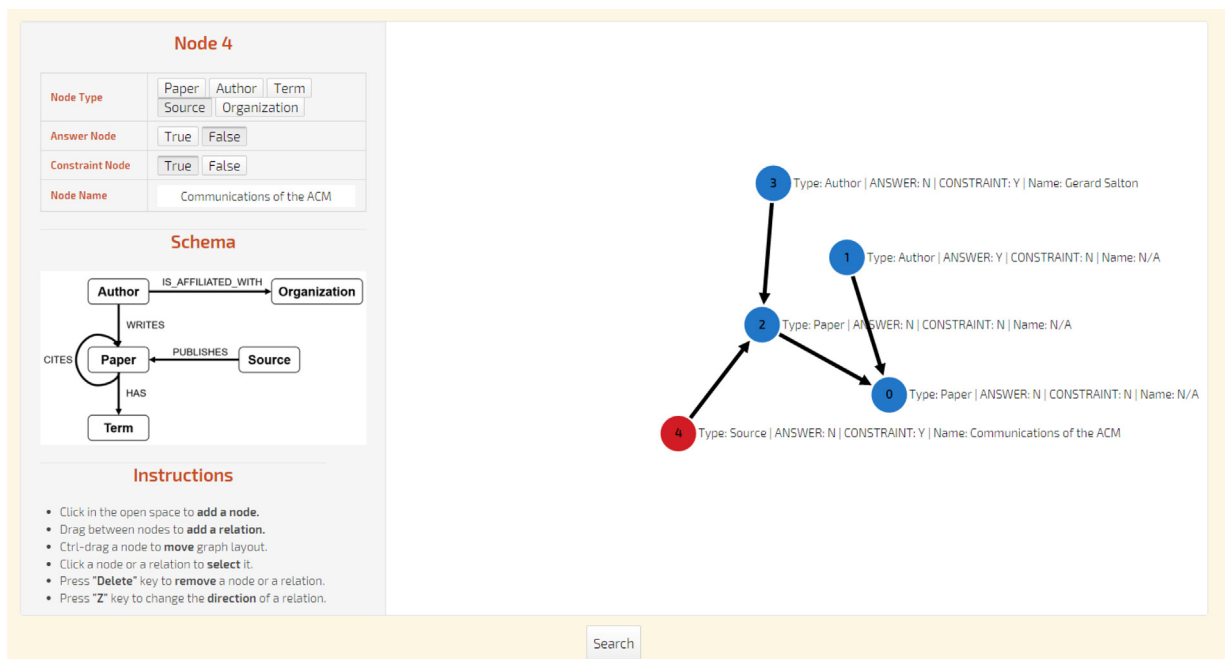 Node 4
Node Type
Paper Author Term
Source Organization
Answer Node
True False
Constraint Node
True False
Node Name
Communications of the ACM
Schema
Author
IS_AFFILIATED_WITH
Organization
WRITES
CITES
Paper
PUBLISHES
Source
HAS
Term
Instructions
• Click in the open space to add a node.
• Drag between nodes to add a relation.
• Ctrl-drag a node to move graph layout.
• Click a node or a relation to select it.
• Press "Delete" key to remove a node or a relation.
• Press "Z" key to change the direction of a relation.
3 Type: Author | ANSWER: N | CONSTRAINT: Y | Name: Gerard Salton
1 Type: Author | ANSWER: Y | CONSTRAINT: N | Name: N/A
2 Type: Paper | ANSWER: N | CONSTRAINT: N | Name: N/A
0 Type: Paper | ANSWER: N | CONSTRAINT: N | Name: N/A
4 Type: Source | ANSWER: N | CONSTRAINT: Y | Name: Communications of the ACM
Search